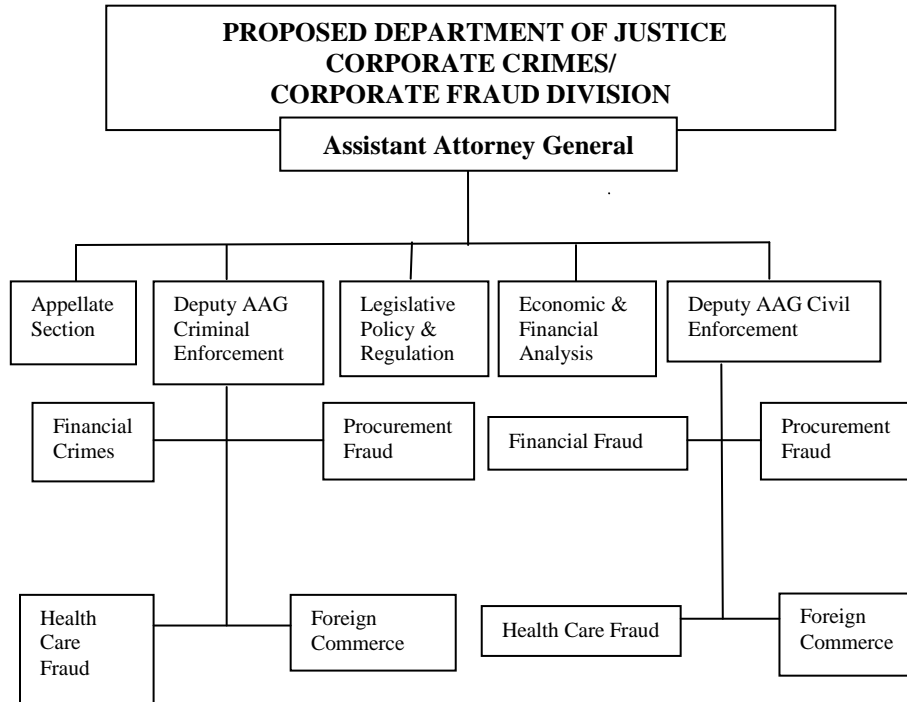 PROPOSED DEPARTMENT OF JUSTICE
CORPORATE CRIMES/
CORPORATE FRAUD DIVISION
Assistant Attorney General
Appellate
Section
Deputy AAG
Criminal
Enforcement
Legislative
Policy &
Regulation
Economic &
Financial
Analysis
Deputy AAG Civil
Enforcement
Financial
Crimes
Procurement
Fraud
Financial Fraud
Procurement
Fraud
Health
Care
Fraud
Foreign
Commerce
Health Care Fraud
Foreign
Commerce